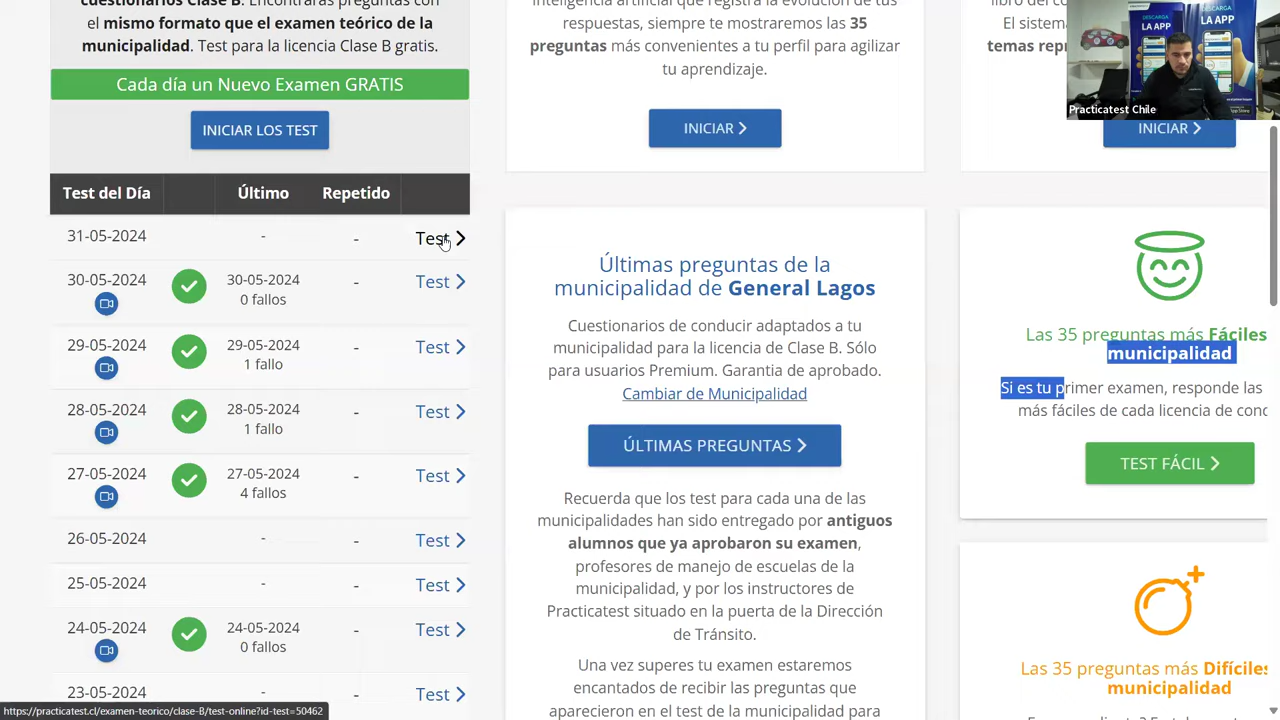 cuestionarios Clase B. Encontrarás preguntas con
el mismo formato que el examen teórico de la
municipalidad. Test para la licencia Clase B gratis.
Cada día un Nuevo Examen GRATIS
INICIAR LOS TEST
Test del Día Último Repetido
31-05-2024 - - Test
30-05-2024 30-05-2024 - Test
0 fallos
29-05-2024 29-05-2024 - Test
1 fallo
28-05-2024 28-05-2024 - Test
1 fallo
27-05-2024 27-05-2024 - Test
4 fallos
26-05-2024 - - Test
25-05-2024 - - Test
24-05-2024 24-05-2024 - Test
0 fallos
23-05-2024 - - Test
https://practicatest.cl/examen-teorico/clase-B/test-online?id-test=50462
inteligencia artificial que registra la evolución de tus
respuestas, siempre te mostraremos las 35
preguntas más convenientes a tu perfil para agilizar
tu aprendizaje.
INICIAR
Últimas preguntas de la
municipalidad de General Lagos
Cuestionarios de conducir adaptados a tu
municipalidad para la licencia de Clase B. Sólo
para usuarios Premium. Garantia de aprobado.
Cambiar de Municipalidad
ÚLTIMAS PREGUNTAS
Recuerda que los test para cada una de las
municipalidades han sido entregado por antiguos
alumnos que ya aprobaron su examen,
profesores de manejo de escuelas de la
municipalidad, y por los instructores de
Practicatest situado en la puerta de la Dirección
de Tránsito.
Una vez superes tu examen estaremos
encantados de recibir las preguntas que
aparecieron en el test de la municipalidad para
libro del
El sistem
temas rep
DESCARGA
LA APP
DESCARGA
LA APP
Practicatest Chile
INICIAR
Las 35 preguntas más Fáciles
municipalidad
Si es tu primer examen, responde las
más fáciles de cada licencia de
TEST FÁCIL
Las 35 preguntas más Difíciles
municipalidad